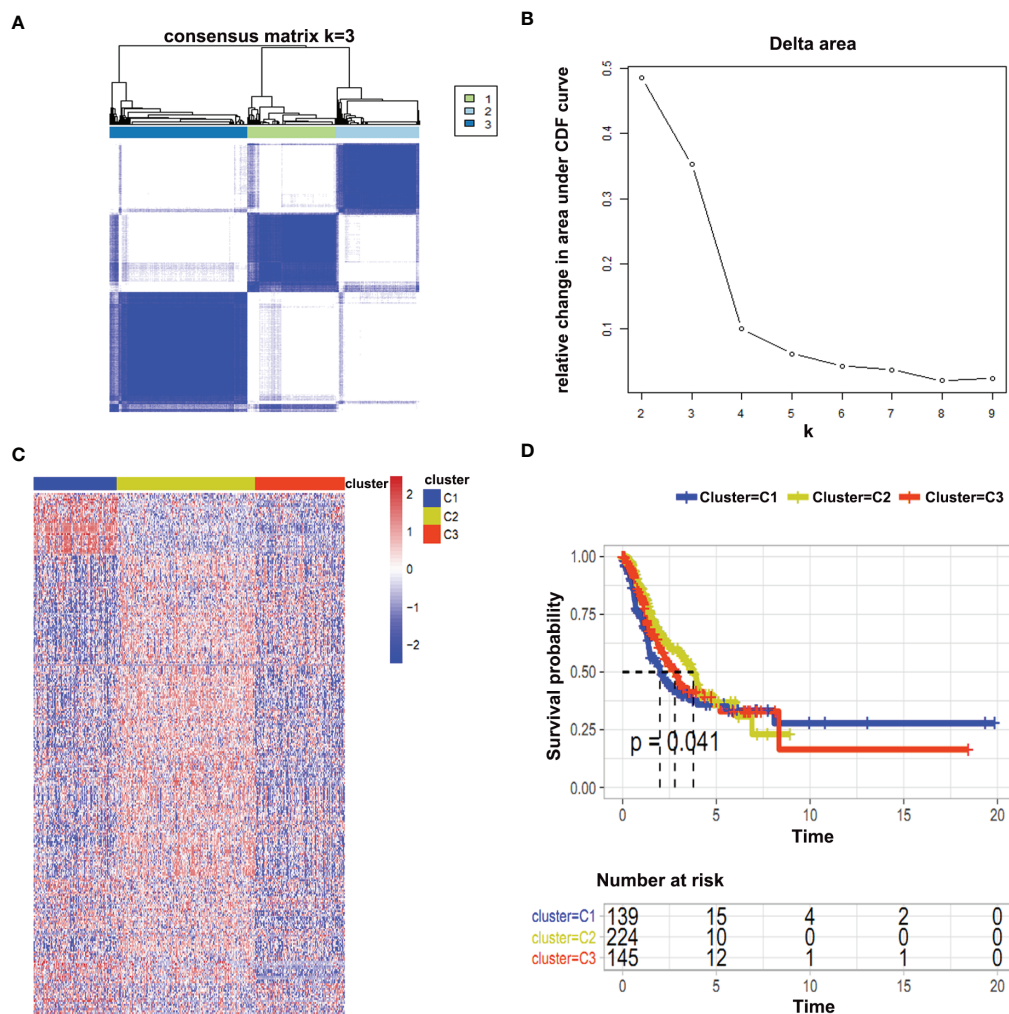 A
consensus matrix k=3
1
2
3
B
Delta area
relative change in area under CDF curve
0.5
0.4
0.3
0.2
0.1
2 3 4 5 6 7 8 9
k
C
cluster
2
1
0
−1
−2
cluster
C1
C2
C3
D
Cluster=C1 Cluster=C2 Cluster=C3
Survival probability
1.00
0.75
0.50
0.25
0.00
p = 0.041
0 5 10 15 20
Time
Number at risk
cluster=C1 139 15 4 2 0
cluster=C2 224 10 0 0 0
cluster=C3 145 12 1 1 0
0 5 10 15 20
Time